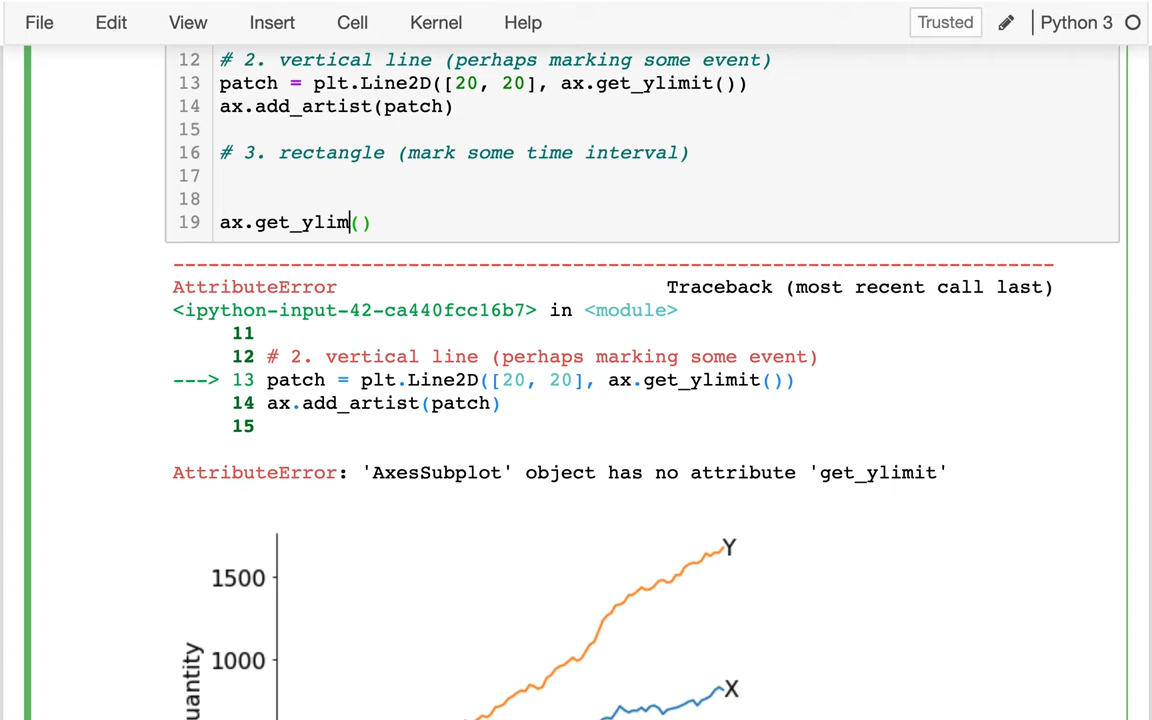 File Edit View Insert Cell Kernel Help Trusted Python 3
12 # 2. vertical line (perhaps marking some event)
13 patch = plt.Line2D([20, 20], ax.get_ylimit())
14 ax.add_artist(patch)
15
16 # 3. rectangle (mark some time interval)
17
18
19 ax.get_ylim()
---------------------------------------------------------------------------
AttributeError Traceback (most recent call last)
<ipython-input-42-ca440fcc16b7> in <module>
11
12 # 2. vertical line (perhaps marking some event)
---> 13 patch = plt.Line2D([20, 20], ax.get_ylimit())
14 ax.add_artist(patch)
15
AttributeError: 'AxesSubplot' object has no attribute 'get_ylimit'
Y
1500
1000
X